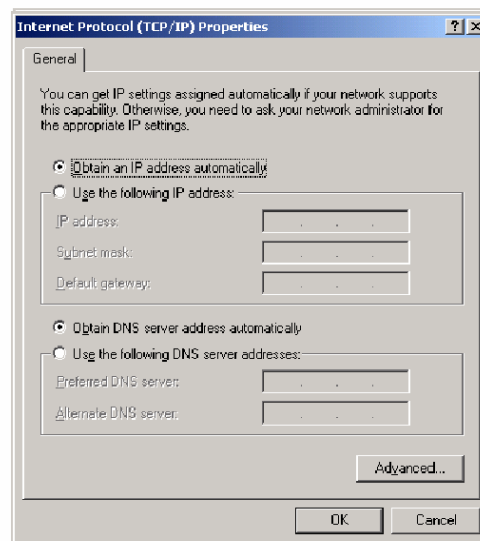 Internet Protocol (TCP/IP) Properties
General
You can get IP settings assigned automatically if your network supports
this capability. Otherwise, you need to ask your network administrator for
the appropriate IP settings.
Obtain an IP address automatically
Use the following IP address:
IP address:
Subnet mask:
Default gateway:
Obtain DNS server address automatically
Use the following DNS server addresses:
Preferred DNS server:
Alternate DNS server:
Advanced...
OK
Cancel